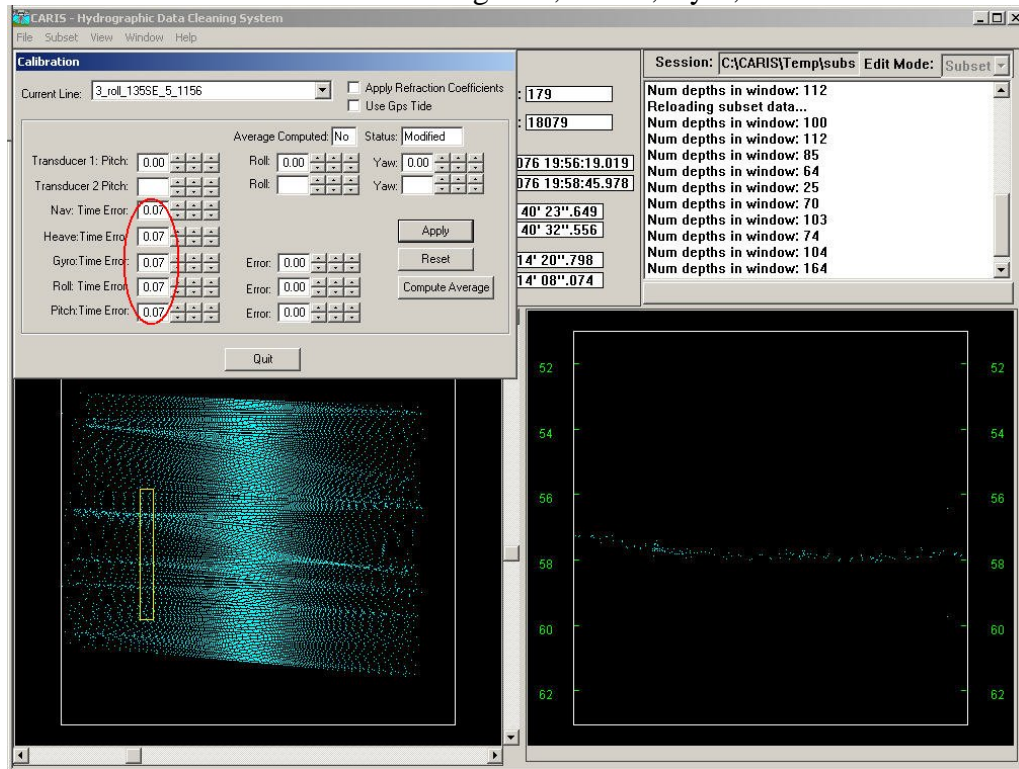 CARIS - Hydrographic Data Cleaning System
File Subset View Window Help
Calibration
Current Line: 3_roll_135SE_5_1156
Apply Refraction Coefficients
Use Gps Tide
Average Computed: No Status: Modified
Transducer 1: Pitch: 0.00 Roll: 0.00 Yaw: 0.00
Transducer 2 Pitch: Roll: Yaw:
Nav: Time Error: 0.07
Heave:Time Error: 0.07
Apply
Gyro:Time Error: 0.07 Error: 0.00
Reset
Roll: Time Error: 0.07 Error: 0.00
Compute Average
Pitch:Time Error: 0.07 Error: 0.00
Quit
: 179
: 18079
076 19:56:19.019
076 19:58:45.978
40' 23".649
40' 32".556
14' 20".798
14' 08".074
Session: C:\CARIS\Temp\subs Edit Mode: Subset
Num depths in window: 112
Reloading subset data...
Num depths in window: 100
Num depths in window: 112
Num depths in window: 85
Num depths in window: 64
Num depths in window: 25
Num depths in window: 70
Num depths in window: 103
Num depths in window: 74
Num depths in window: 104
Num depths in window: 164
52 52
54 54
56 56
58 58
60 60
62 62